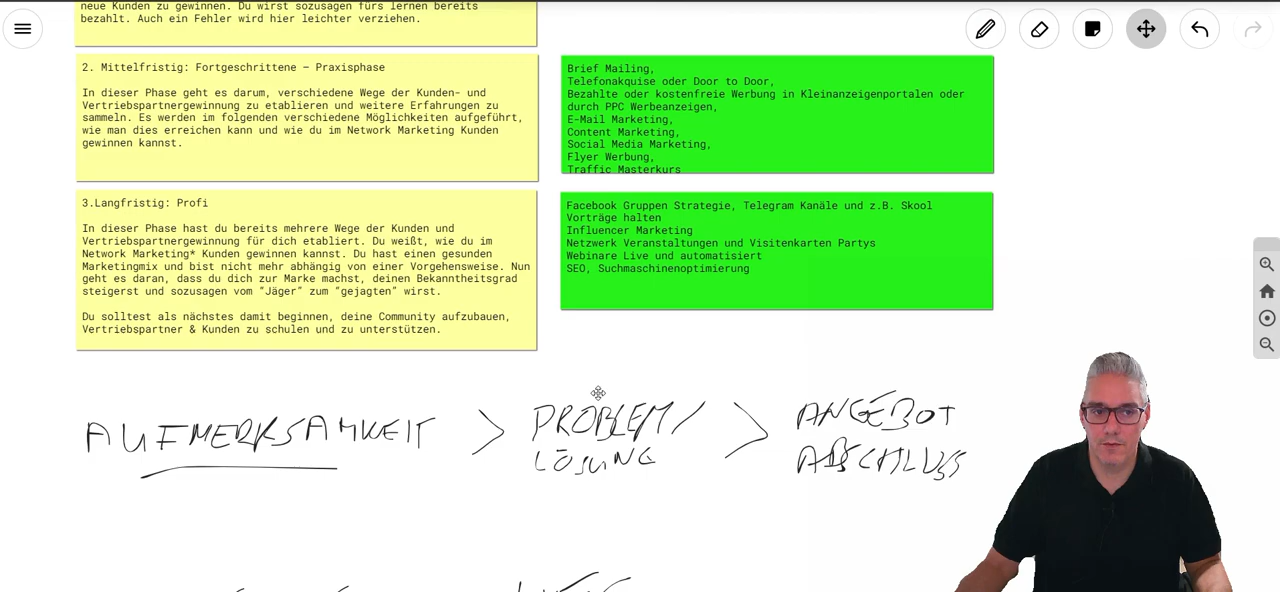 neue Kunden zu gewinnen. Du wirst sozusagen fürs lernen bereits
bezahlt. Auch ein Fehler wird hier leichter verziehen.
2. Mittelfristig: Fortgeschrittene – Praxisphase
In dieser Phase geht es darum, verschiedene Wege der Kunden- und
Vertriebspartnergewinnung zu etablieren und weitere Erfahrungen zu
sammeln. Es werden im folgenden verschiedene Möglichkeiten aufgeführt,
wie man dies erreichen kann und wie du im Network Marketing Kunden
gewinnen kannst.
Brief Mailing,
Telefonakquise oder Door to Door,
Bezahlte oder kostenfreie Werbung in Kleinanzeigenportalen oder
durch PPC Werbeanzeigen,
E-Mail Marketing,
Content Marketing,
Social Media Marketing,
Flyer Werbung,
Traffic Masterkurs
3.Langfristig: Profi
In dieser Phase hast du bereits mehrere Wege der Kunden und
Vertriebspartnergewinnung für dich etabliert. Du weißt, wie du im
Network Marketing* Kunden gewinnen kannst. Du hast einen gesunden
Marketingmix und bist nicht mehr abhängig von einer Vorgehensweise. Nun
geht es daran, dass du dich zur Marke machst, deinen Bekanntheitsgrad
steigerst und sozusagen vom “Jäger” zum “gejagten” wirst.
Du solltest als nächstes damit beginnen, deine Community aufzubauen,
Vertriebspartner & Kunden zu schulen und zu unterstützen.
Facebook Gruppen Strategie, Telegram Kanäle und z.B. Skool
Vorträge halten
Influencer Marketing
Netzwerk Veranstaltungen und Visitenkarten Partys
Webinare Live und automatisiert
SEO, Suchmaschinenoptimierung
AUFMERKSAMKEIT > PROBLEM/ > ANGEBOT
LÖSUNG ABSCHLUSS